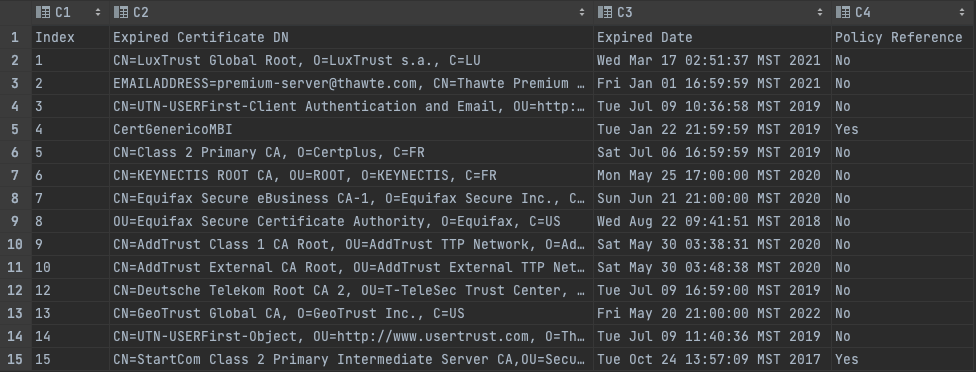 C1 C2 C3 C4
1 Index Expired Certificate DN Expired Date Policy Reference
2 1 CN=LuxTrust Global Root, O=LuxTrust s.a., C=LU Wed Mar 17 02:51:37 MST 2021 No
3 2 EMAILADDRESS=premium-server@thawte.com, CN=Thawte Premium … Fri Jan 01 16:59:59 MST 2021 No
4 3 CN=UTN-USERFirst-Client Authentication and Email, OU=http:… Tue Jul 09 10:36:58 MST 2019 No
5 4 CertGenericoMBI Tue Jan 22 21:59:59 MST 2019 Yes
6 5 CN=Class 2 Primary CA, O=Certplus, C=FR Sat Jul 06 16:59:59 MST 2019 No
7 6 CN=KEYNECTIS ROOT CA, OU=ROOT, O=KEYNECTIS, C=FR Mon May 25 17:00:00 MST 2020 No
8 7 CN=Equifax Secure eBusiness CA-1, O=Equifax Secure Inc., C… Sun Jun 21 21:00:00 MST 2020 No
9 8 OU=Equifax Secure Certificate Authority, O=Equifax, C=US Wed Aug 22 09:41:51 MST 2018 No
10 9 CN=AddTrust Class 1 CA Root, OU=AddTrust TTP Network, O=Ad… Sat May 30 03:38:31 MST 2020 No
11 10 CN=AddTrust External CA Root, OU=AddTrust External TTP Net… Sat May 30 03:48:38 MST 2020 No
12 12 CN=Deutsche Telekom Root CA 2, OU=T-TeleSec Trust Center, … Tue Jul 09 16:59:00 MST 2019 No
13 13 CN=GeoTrust Global CA, O=GeoTrust Inc., C=US Fri May 20 21:00:00 MST 2022 No
14 14 CN=UTN-USERFirst-Object, OU=http://www.usertrust.com, O=Th… Tue Jul 09 11:40:36 MST 2019 No
15 15 CN=StartCom Class 2 Primary Intermediate Server CA,OU=Secu… Tue Oct 24 13:57:09 MST 2017 Yes